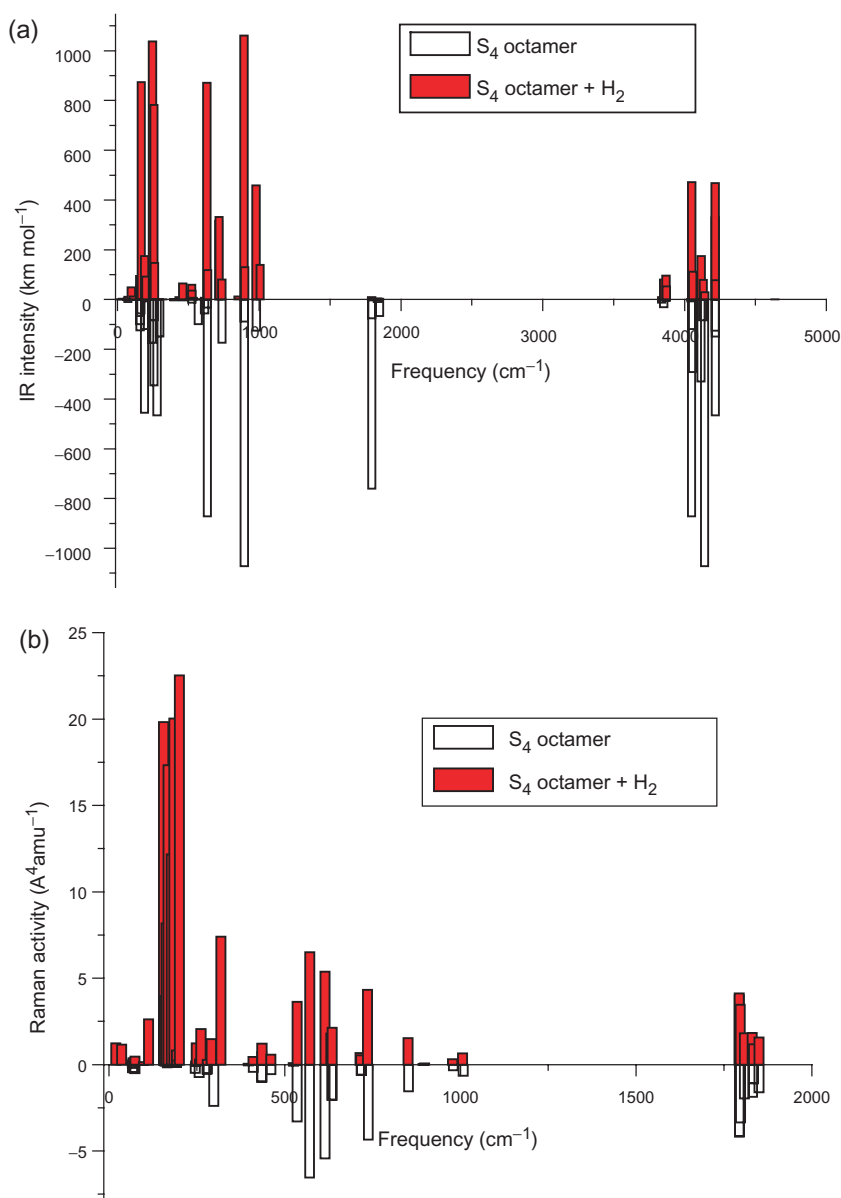 (a)
S₄ octamer
S₄ octamer + H₂
1000
800
600
400
200
0
−200
−400
−600
−800
−1000
IR intensity (km mol⁻¹)
0 1000 2000 3000 4000 5000
Frequency (cm⁻¹)
(b)
S₄ octamer
S₄ octamer + H₂
25
20
15
10
5
0
−5
Raman activity (A⁴amu⁻¹)
0 500 1000 1500 2000
Frequency (cm⁻¹)